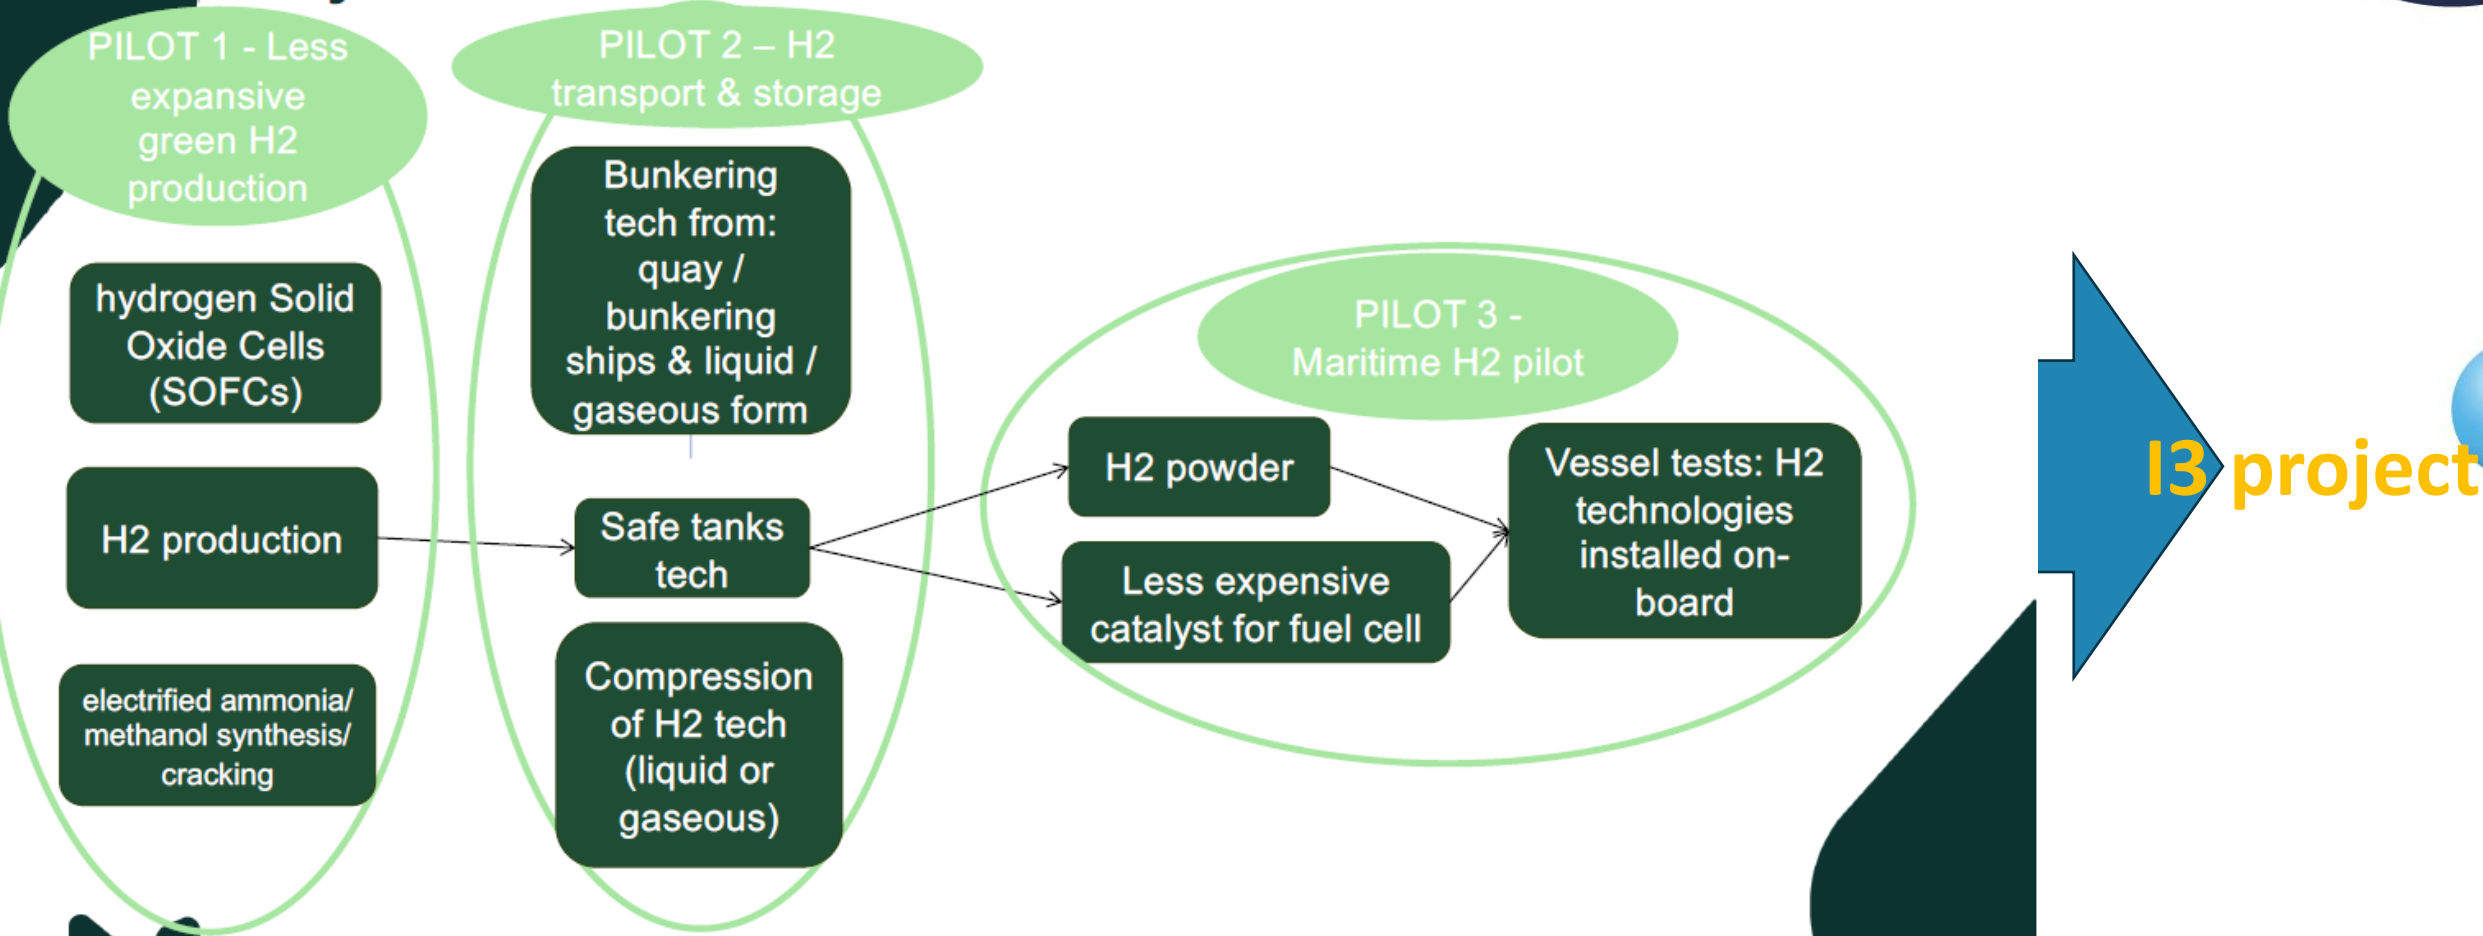 PILOT 1 - Less
expansive
green H2
production
hydrogen Solid
Oxide Cells
(SOFCs)
H2 production
electrified ammonia/
methanol synthesis/
cracking
PILOT 2 – H2
transport & storage
Bunkering
tech from:
quay /
bunkering
ships & liquid /
gaseous form
Safe tanks
tech
Compression
of H2 tech
(liquid or
gaseous)
PILOT 3 -
Maritime H2 pilot
H2 powder
Less expensive
catalyst for fuel cell
Vessel tests: H2
technologies
installed on-
board
I3 project